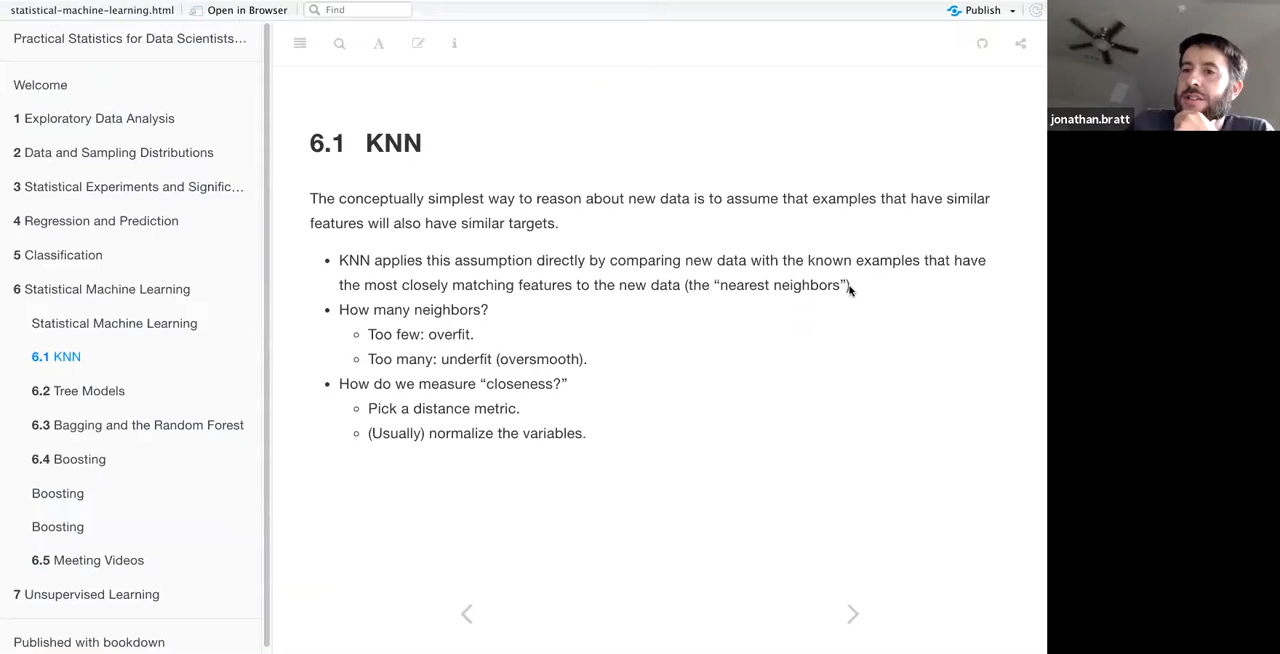 statistical-machine-learning.html
Open in Browser
Find
Publish
Practical Statistics for Data Scientists...
Welcome
1 Exploratory Data Analysis
2 Data and Sampling Distributions
3 Statistical Experiments and Signific...
4 Regression and Prediction
5 Classification
6 Statistical Machine Learning
Statistical Machine Learning
6.1 KNN
6.2 Tree Models
6.3 Bagging and the Random Forest
6.4 Boosting
Boosting
Boosting
6.5 Meeting Videos
7 Unsupervised Learning
Published with bookdown
6.1 KNN
The conceptually simplest way to reason about new data is to assume that examples that have similar
features will also have similar targets.
• KNN applies this assumption directly by comparing new data with the known examples that have
the most closely matching features to the new data (the “nearest neighbors”).
• How many neighbors?
◦ Too few: overfit.
◦ Too many: underfit (oversmooth).
• How do we measure “closeness?”
◦ Pick a distance metric.
◦ (Usually) normalize the variables.
jonathan.bratt